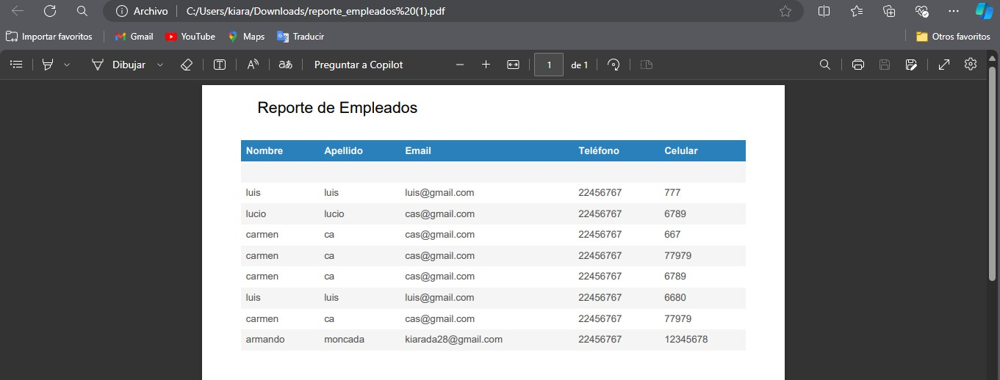 Archivo C:/Users/kiara/Downloads/reporte_empleados%20(1).pdf
Importar favoritos Gmail YouTube Maps Traducir Otros favoritos
Dibujar Preguntar a Copilot 1 de 1
Reporte de Empleados
Nombre Apellido Email Teléfono Celular
luis luis luis@gmail.com 22456767 777
lucio lucio cas@gmail.com 22456767 6789
carmen ca cas@gmail.com 22456767 667
carmen ca cas@gmail.com 22456767 77979
carmen ca cas@gmail.com 22456767 6789
luis luis luis@gmail.com 22456767 6680
carmen ca cas@gmail.com 22456767 77979
armando moncada kiarada28@gmail.com 22456767 12345678